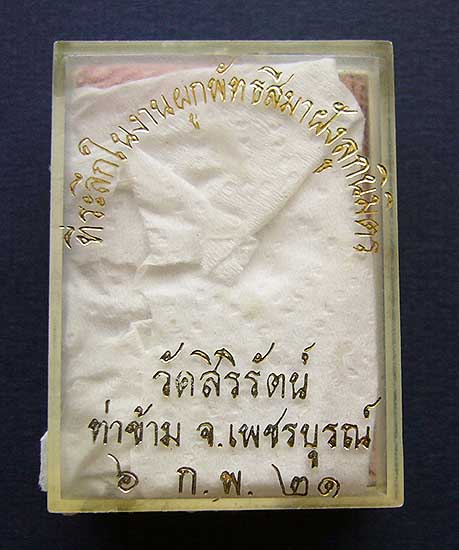 ที่ระลึกในงานผูกพัทธสีมาฝังลูกนิมิต
วัดสิริรัตน์
ท่าข้าม จ.เพชรบูรณ์
๖ ก.พ. ๒๑